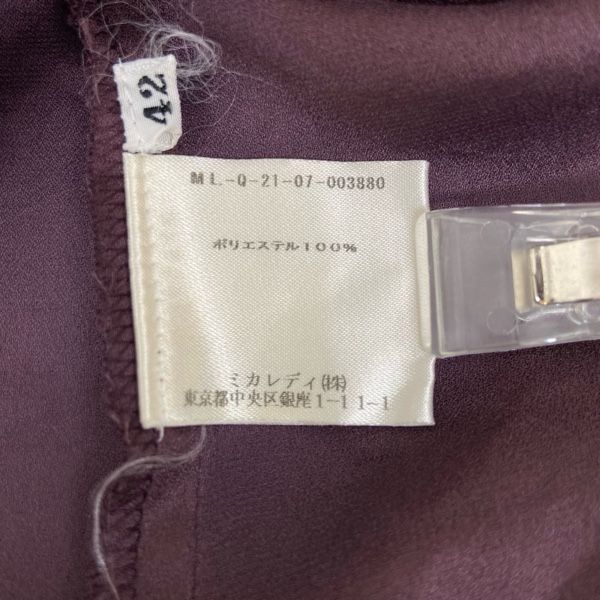 42
ML-Q-21-07-003880
ポリエステル100%
ミカレディ(株)
東京都中央区銀座1-11-1